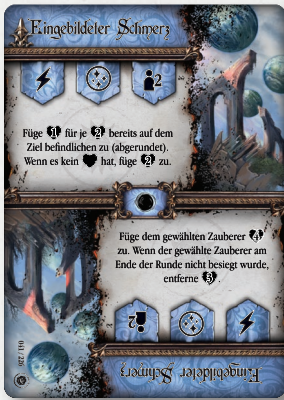 Eingebildeter Schmerz
2
Füge 1 für je 2 bereits auf dem
Ziel befindlichen zu (abgerundet).
Wenn es kein hat, füge 2 zu.
Füge dem gewählten Zauberer 4
zu. Wenn der gewählte Zauberer am
Ende der Runde nicht besiegt wurde,
entferne 3.
2
041 / 226
Eingebildeter Schmerz